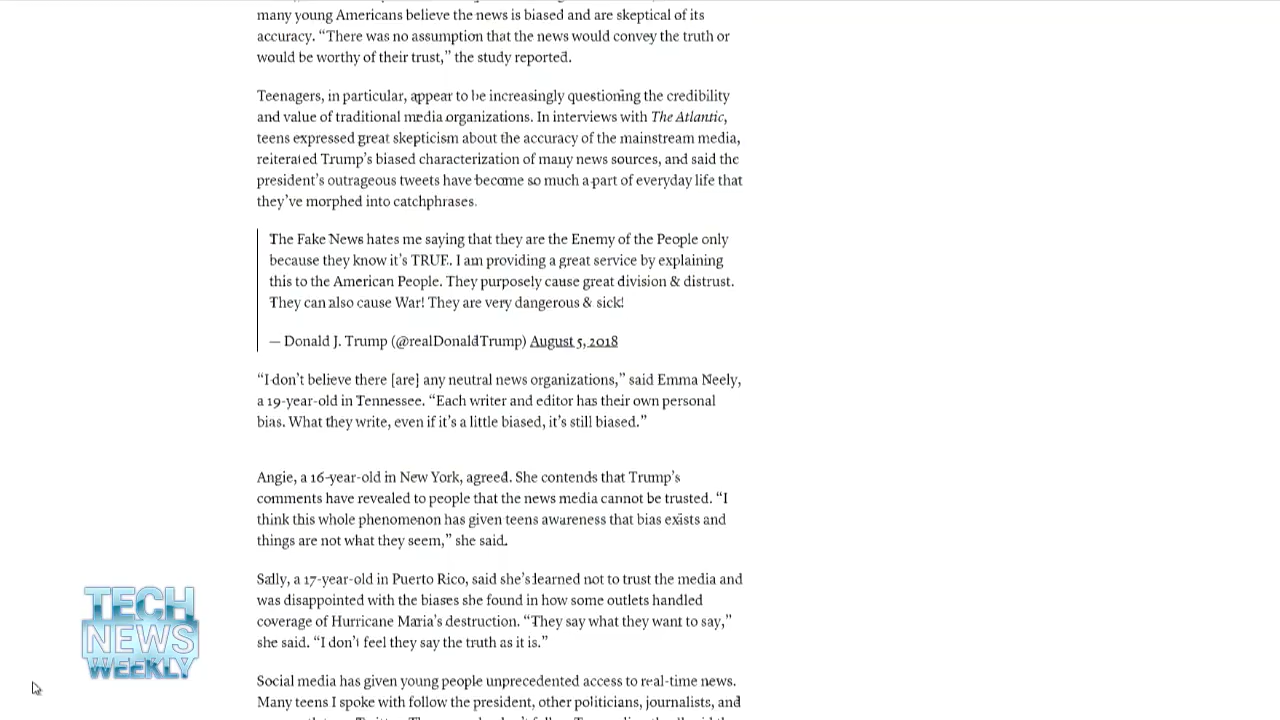 many young Americans believe the news is biased and are skeptical of its
accuracy. “There was no assumption that the news would convey the truth or
would be worthy of their trust,” the study reported.
Teenagers, in particular, appear to be increasingly questioning the credibility
and value of traditional media organizations. In interviews with The Atlantic,
teens expressed great skepticism about the accuracy of the mainstream media,
reiterated Trump’s biased characterization of many news sources, and said the
president’s outrageous tweets have become so much a part of everyday life that
they’ve morphed into catchphrases.
The Fake News hates me saying that they are the Enemy of the People only
because they know it’s TRUE. I am providing a great service by explaining
this to the American People. They purposely cause great division & distrust.
They can also cause War! They are very dangerous & sick!
— Donald J. Trump (@realDonaldTrump) August 5, 2018
“I don’t believe there [are] any neutral news organizations,” said Emma Neely,
a 19-year-old in Tennessee. “Each writer and editor has their own personal
bias. What they write, even if it’s a little biased, it’s still biased.”
Angie, a 16-year-old in New York, agreed. She contends that Trump’s
comments have revealed to people that the news media cannot be trusted. “I
think this whole phenomenon has given teens awareness that bias exists and
things are not what they seem,” she said.
Sally, a 17-year-old in Puerto Rico, said she’s learned not to trust the media and
was disappointed with the biases she found in how some outlets handled
coverage of Hurricane Maria’s destruction. “They say what they want to say,”
she said. “I don’t feel they say the truth as it is.”
Social media has given young people unprecedented access to real-time news.
Many teens I spoke with follow the president, other politicians, journalists, and
TECH
NEWS
WEEKLY